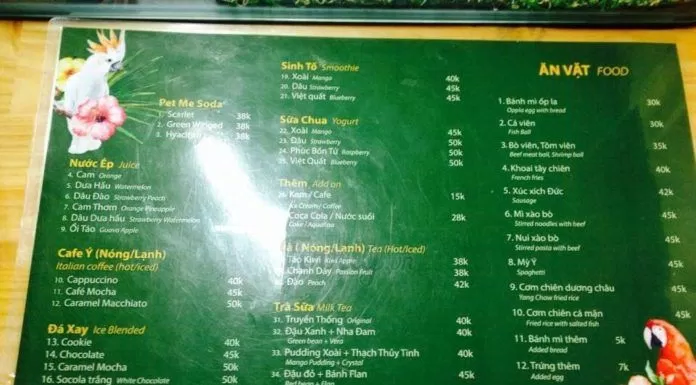 Pet Me Soda
1. Scarlet 38k
2. Green Winged 38k
3. Hyacinth 38k
Nước Ép Juice
4. Cam Orange 40k
5. Dưa Hấu Watermelon 40k
6. Dâu Đào Strawberry Peach 50k
7. Cam Thơm Orange Pineapple 50k
8. Dâu Dưa hấu Strawberry Watermelon 50k
9. Ổi Táo Guava Apple 50k
Cafe Ý (Nóng/Lạnh)
Italian coffee (hot/iced)
10. Cappuccino 40k
11. Café Mocha 45k
12. Caramel Macchiato 50k
Đá Xay Ice Blended
13. Cookie 40k
14. Chocolate 45k
15. Caramel Mocha 50k
16. Socola trắng White Chocolate 50k
Sinh Tố Smoothie
19. Xoài Mango 40k
20. Dâu Strawberry 45k
21. Việt quất Blueberry 45k
Sữa Chua Yogurt
22. Xoài Mango 45k
23. Dâu Strawberry 50k
24. Phúc Bồn Tử Raspberry 50k
25. Việt Quất Blueberry 50k
Thêm Add on
26. Kem / Cafe 15k
Ice Cream / Coffee
Coca Cola / Nước suối 28k
Coke / Aquafina
(Nóng/Lạnh) Tea (Hot/Iced)
Táo Kiwi Kiwi Apple 38k
Chanh Dây Passion Fruit 38k
Đào Peach 42k
Trà Sữa Milk Tea
31. Truyền Thống Original 40k
32. Đậu Xanh + Nha Đam 40k
Green bean + Vera
33. Pudding Xoài + Thạch Thủy Tinh 40k
Mango Pudding + Crystal
34. Đậu đỏ + Bánh Flan 45k
Red bean + Flan
ĂN VẶT FOOD
1. Bánh mì ốp la 30k
Oppla egg with bread
2. Cá viên 30k
Fish Ball
3. Bò viên, Tôm viên 35k
Beef meat ball, Shrimp ball
4. Khoai tây chiên 40k
French fries
5. Xúc xích Đức 42k
Sausage
6. Mì xào bò 45k
Stirred noodles with beef
7. Nui xào bò 45k
Stirred pasta with beef
8. Mỳ Ý 45k
Spaghetti
9. Cơm chiên dương châu 45k
Yang Chow fried rice
10. Cơm chiên cá mặn 45k
Fried rice with salted fish
11. Bánh mì thêm 5k
Added bread
12. Trứng thêm 7k
Added egg